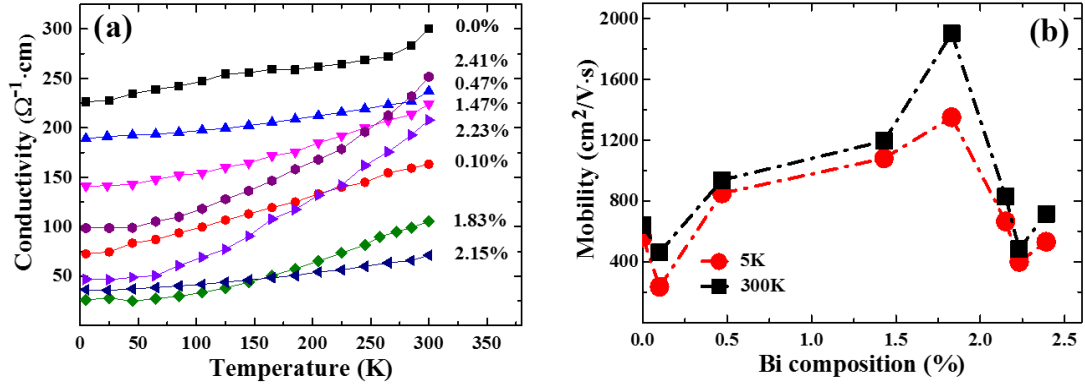 (a)
300
250
200
150
100
50
0.0%
2.41%
0.47%
1.47%
2.23%
0.10%
1.83%
2.15%
0 50 100 150 200 250 300 350
Temperature (K)
Conductivity (Ω⁻¹·cm)
(b)
2000
1600
1200
800
400
5K
300K
0.0 0.5 1.0 1.5 2.0 2.5
Bi composition (%)
Mobility (cm²/V·s)